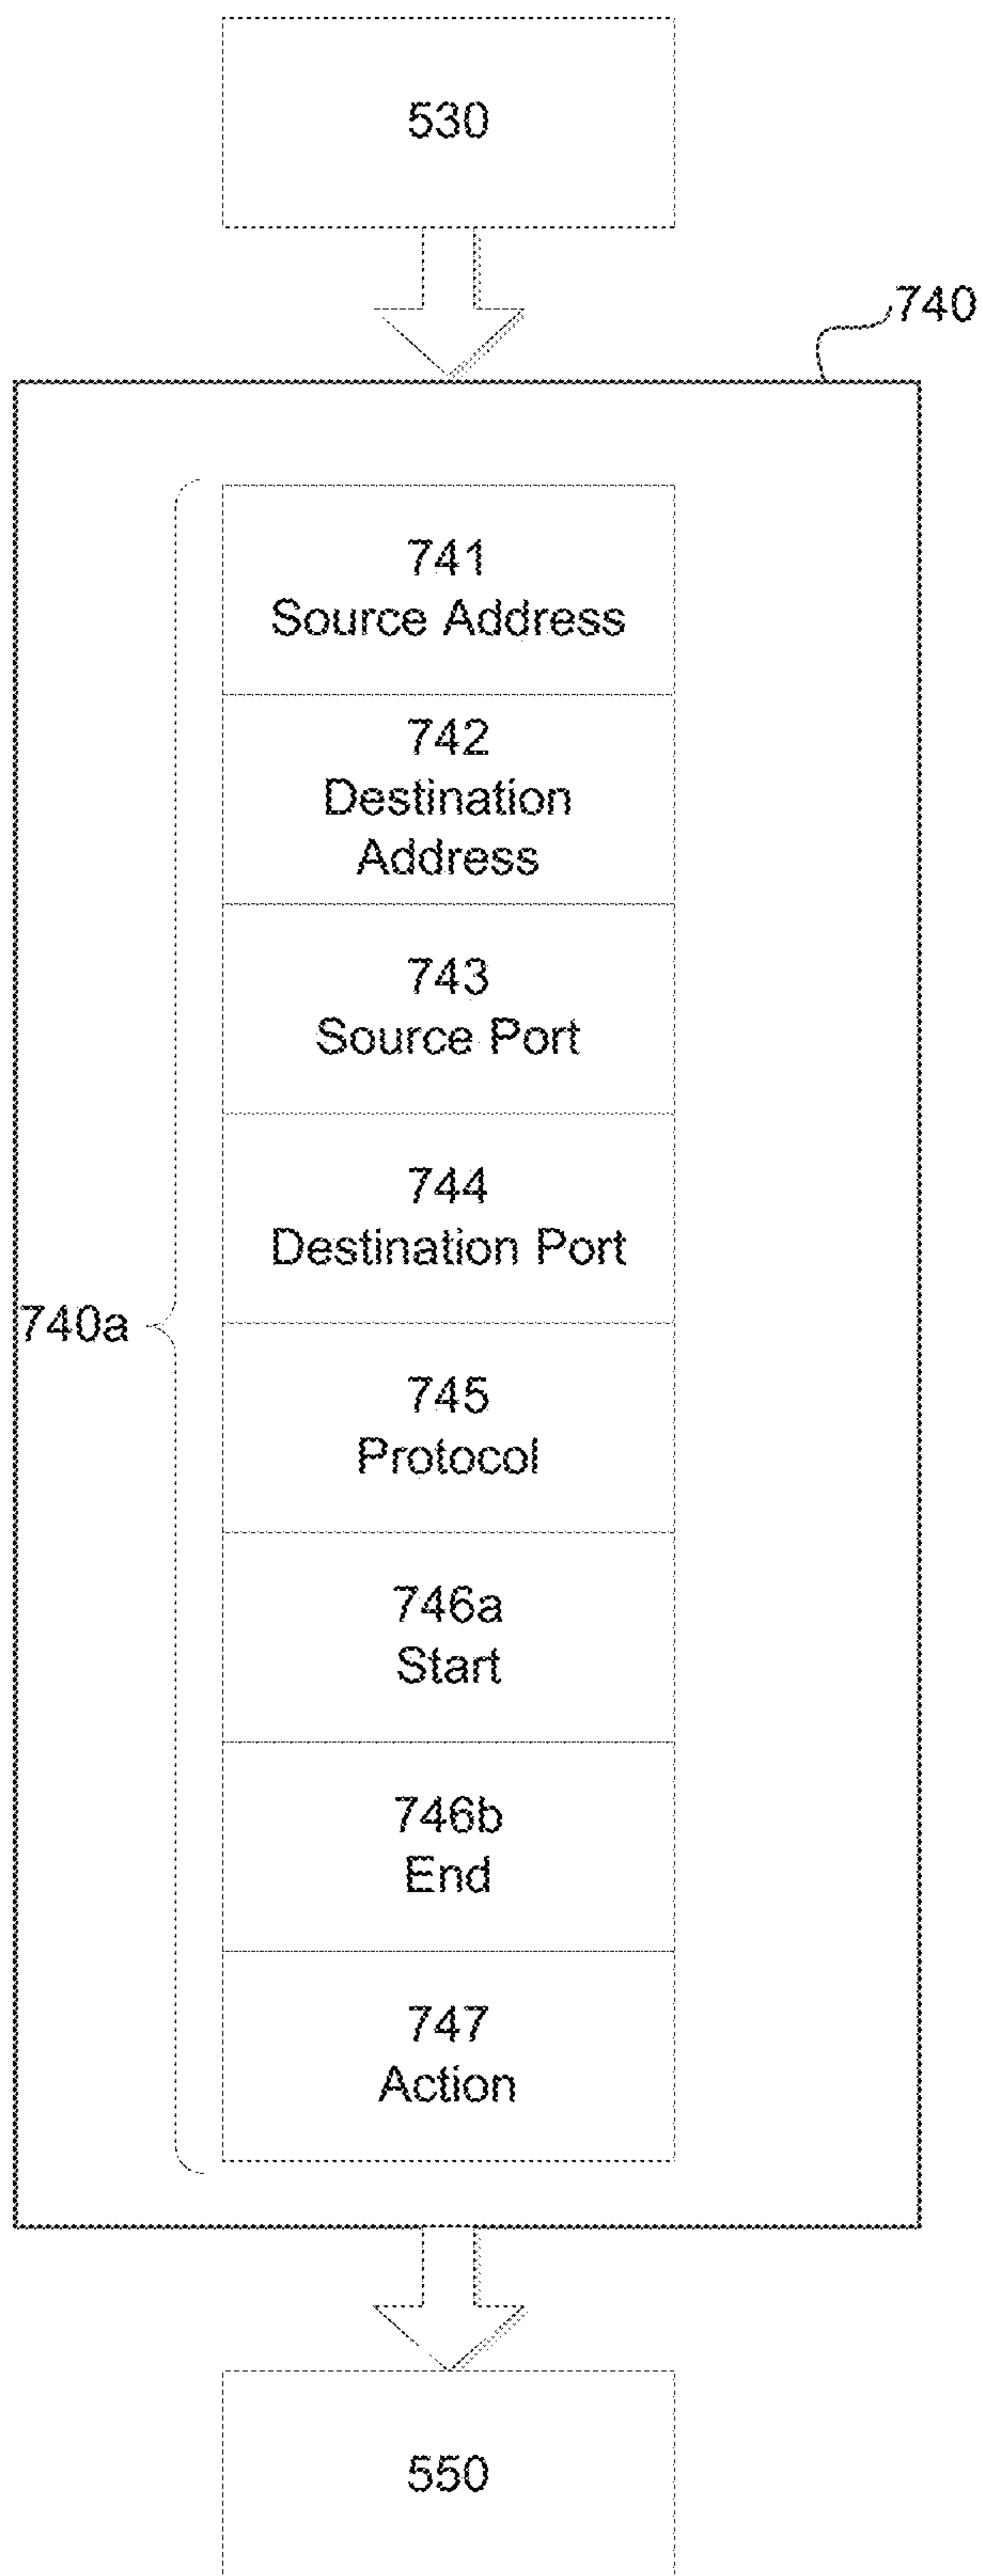 530
740
741
Source Address
742
Destination
Address
743
Source Port
744
Destination Port
740a
745
Protocol
746a
Start
746b
End
747
Action
550